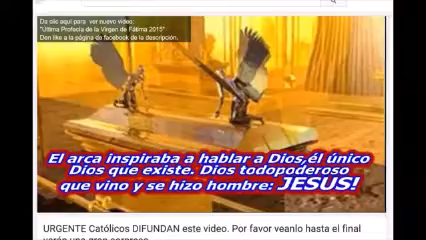 Da clic aquí para ver nuevo video:
"Ultima Profecía de la Virgen de Fátima 2015"
Den like a la página de facebook de la descripción.
El arca inspiraba a hablar a Dios,él único
Dios que existe. Dios todopoderoso
que vino y se hizo hombre: JESUS!
URGENTE Católicos DIFUNDAN este video. Por favor veanlo hasta el final